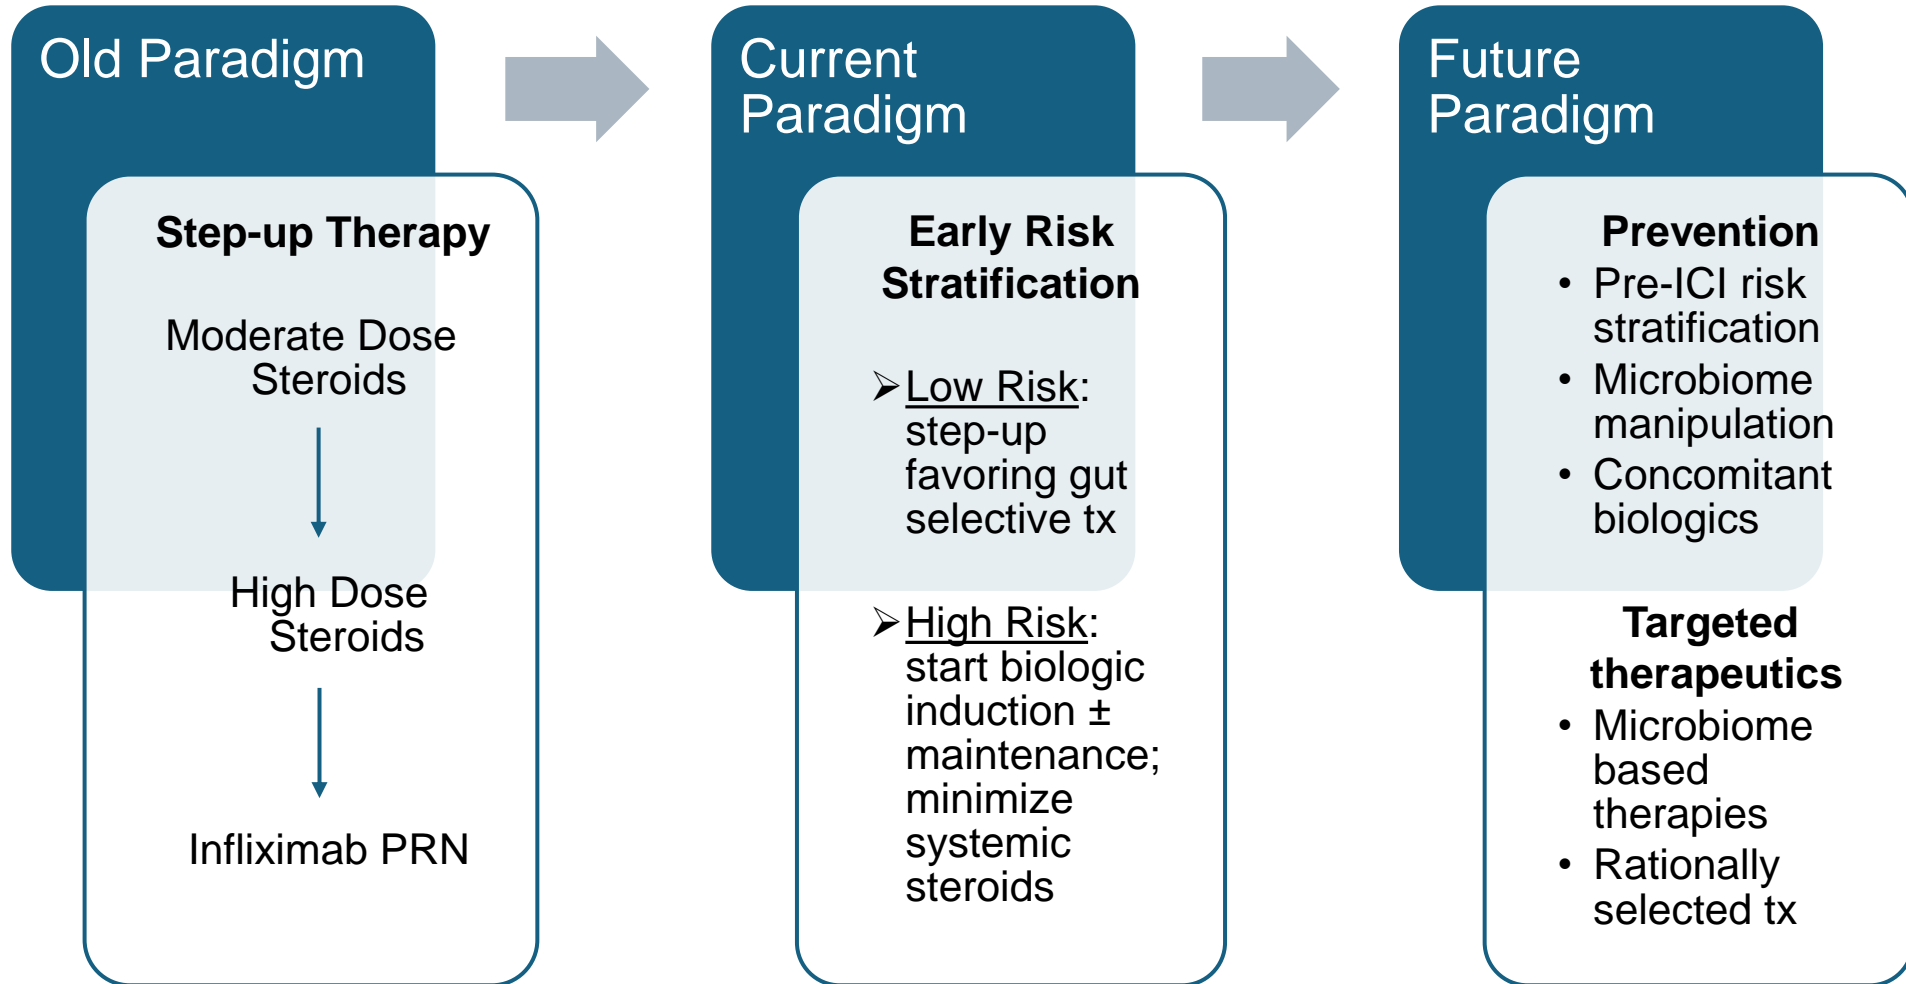 Old Paradigm
Step-up Therapy
Moderate Dose
Steroids
High Dose
Steroids
Infliximab PRN
Current
Paradigm
Early Risk
Stratification
➢Low Risk:
step-up
favoring gut
selective tx
➢High Risk:
start biologic
induction ±
maintenance;
minimize
systemic
steroids
Future
Paradigm
Prevention
• Pre-ICI risk
stratification
• Microbiome
manipulation
• Concomitant
biologics
Targeted
therapeutics
• Microbiome
based
therapies
• Rationally
selected tx